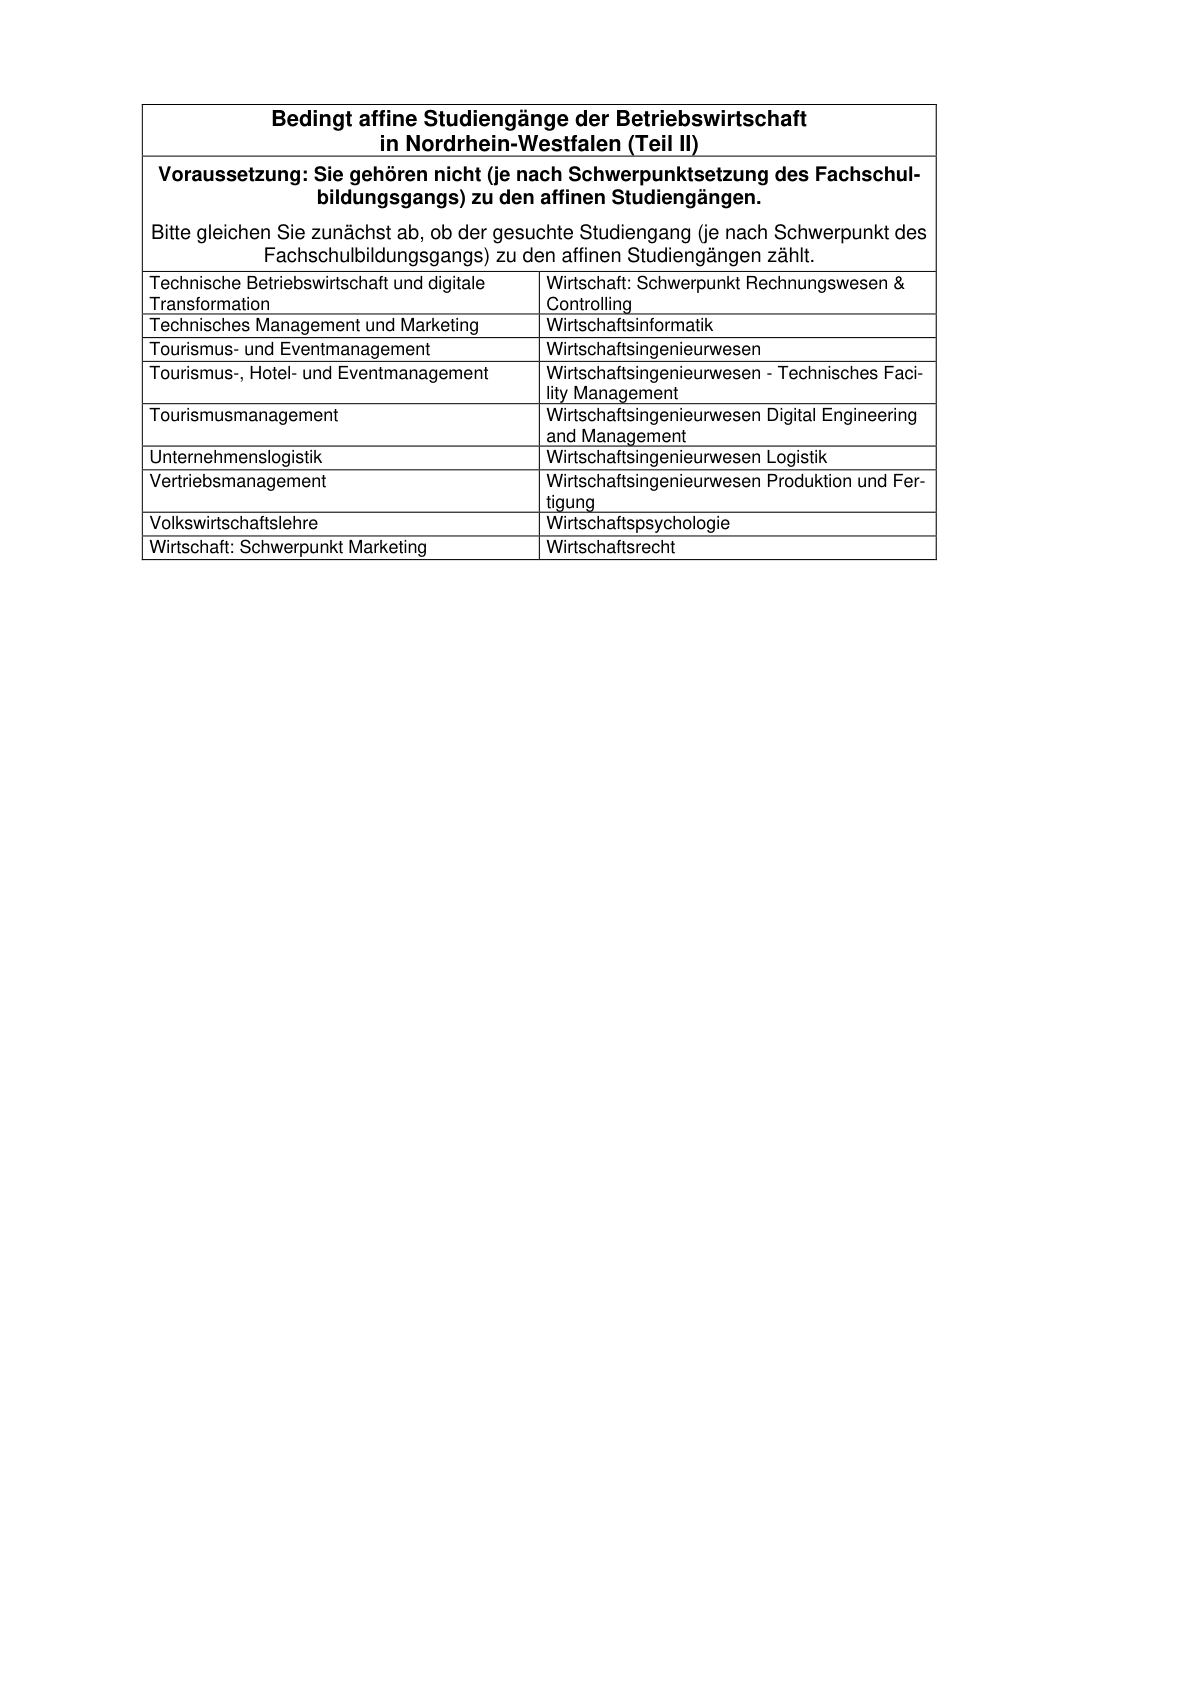 Bedingt affine Studiengänge der Betriebswirtschaft
in Nordrhein-Westfalen (Teil II)
Voraussetzung: Sie gehören nicht (je nach Schwerpunktsetzung des Fachschul-
bildungsgangs) zu den affinen Studiengängen.
Bitte gleichen Sie zunächst ab, ob der gesuchte Studiengang (je nach Schwerpunkt des
Fachschulbildungsgangs) zu den affinen Studiengängen zählt.
Technische Betriebswirtschaft und digitale
Transformation
Wirtschaft: Schwerpunkt Rechnungswesen &
Controlling
Technisches Management und Marketing
Wirtschaftsinformatik
Tourismus- und Eventmanagement
Wirtschaftsingenieurwesen
Tourismus-, Hotel- und Eventmanagement
Wirtschaftsingenieurwesen - Technisches Faci-
lity Management
Tourismusmanagement
Wirtschaftsingenieurwesen Digital Engineering
and Management
Unternehmenslogistik
Wirtschaftsingenieurwesen Logistik
Vertriebsmanagement
Wirtschaftsingenieurwesen Produktion und Fer-
tigung
Volkswirtschaftslehre
Wirtschaftspsychologie
Wirtschaft: Schwerpunkt Marketing
Wirtschaftsrecht